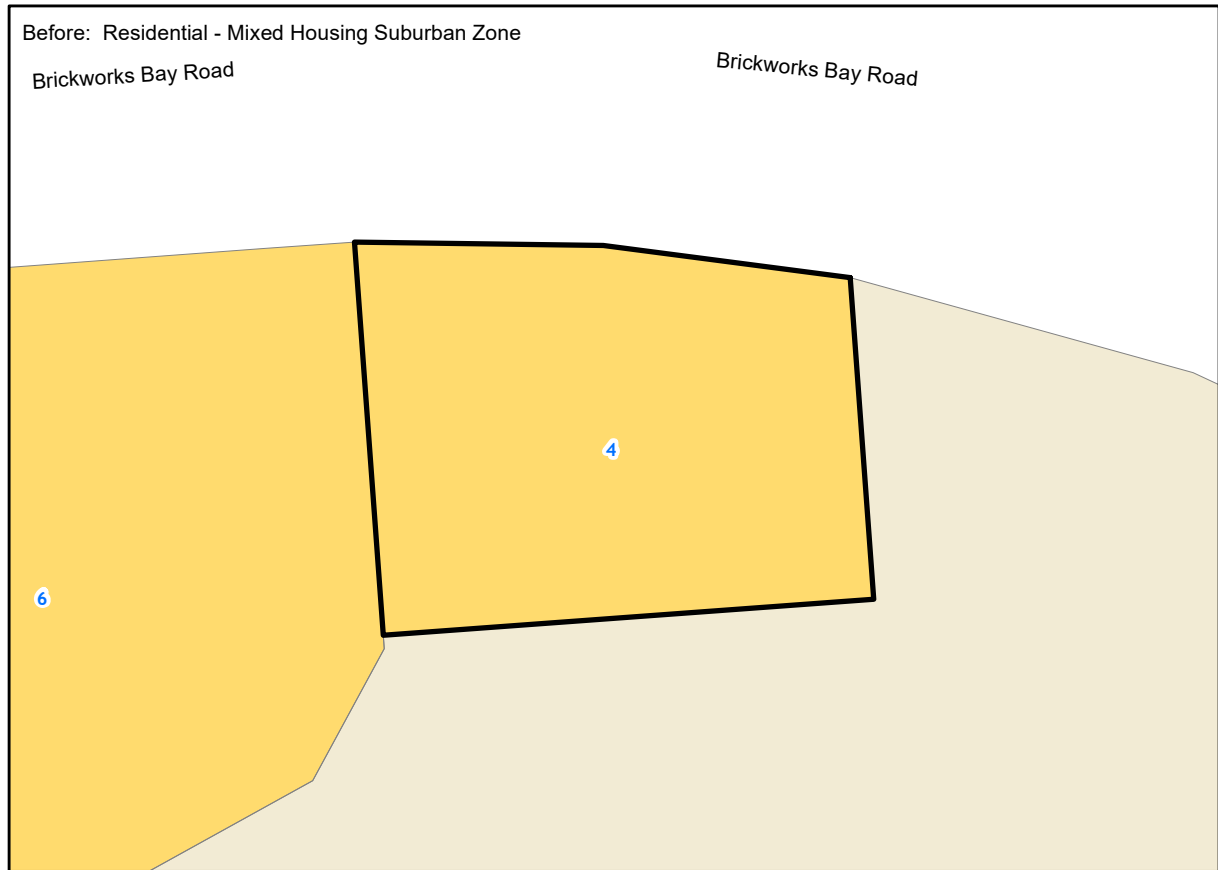 Before:  Residential - Mixed Housing Suburban Zone
Brickworks Bay Road
Brickworks Bay Road
4
6